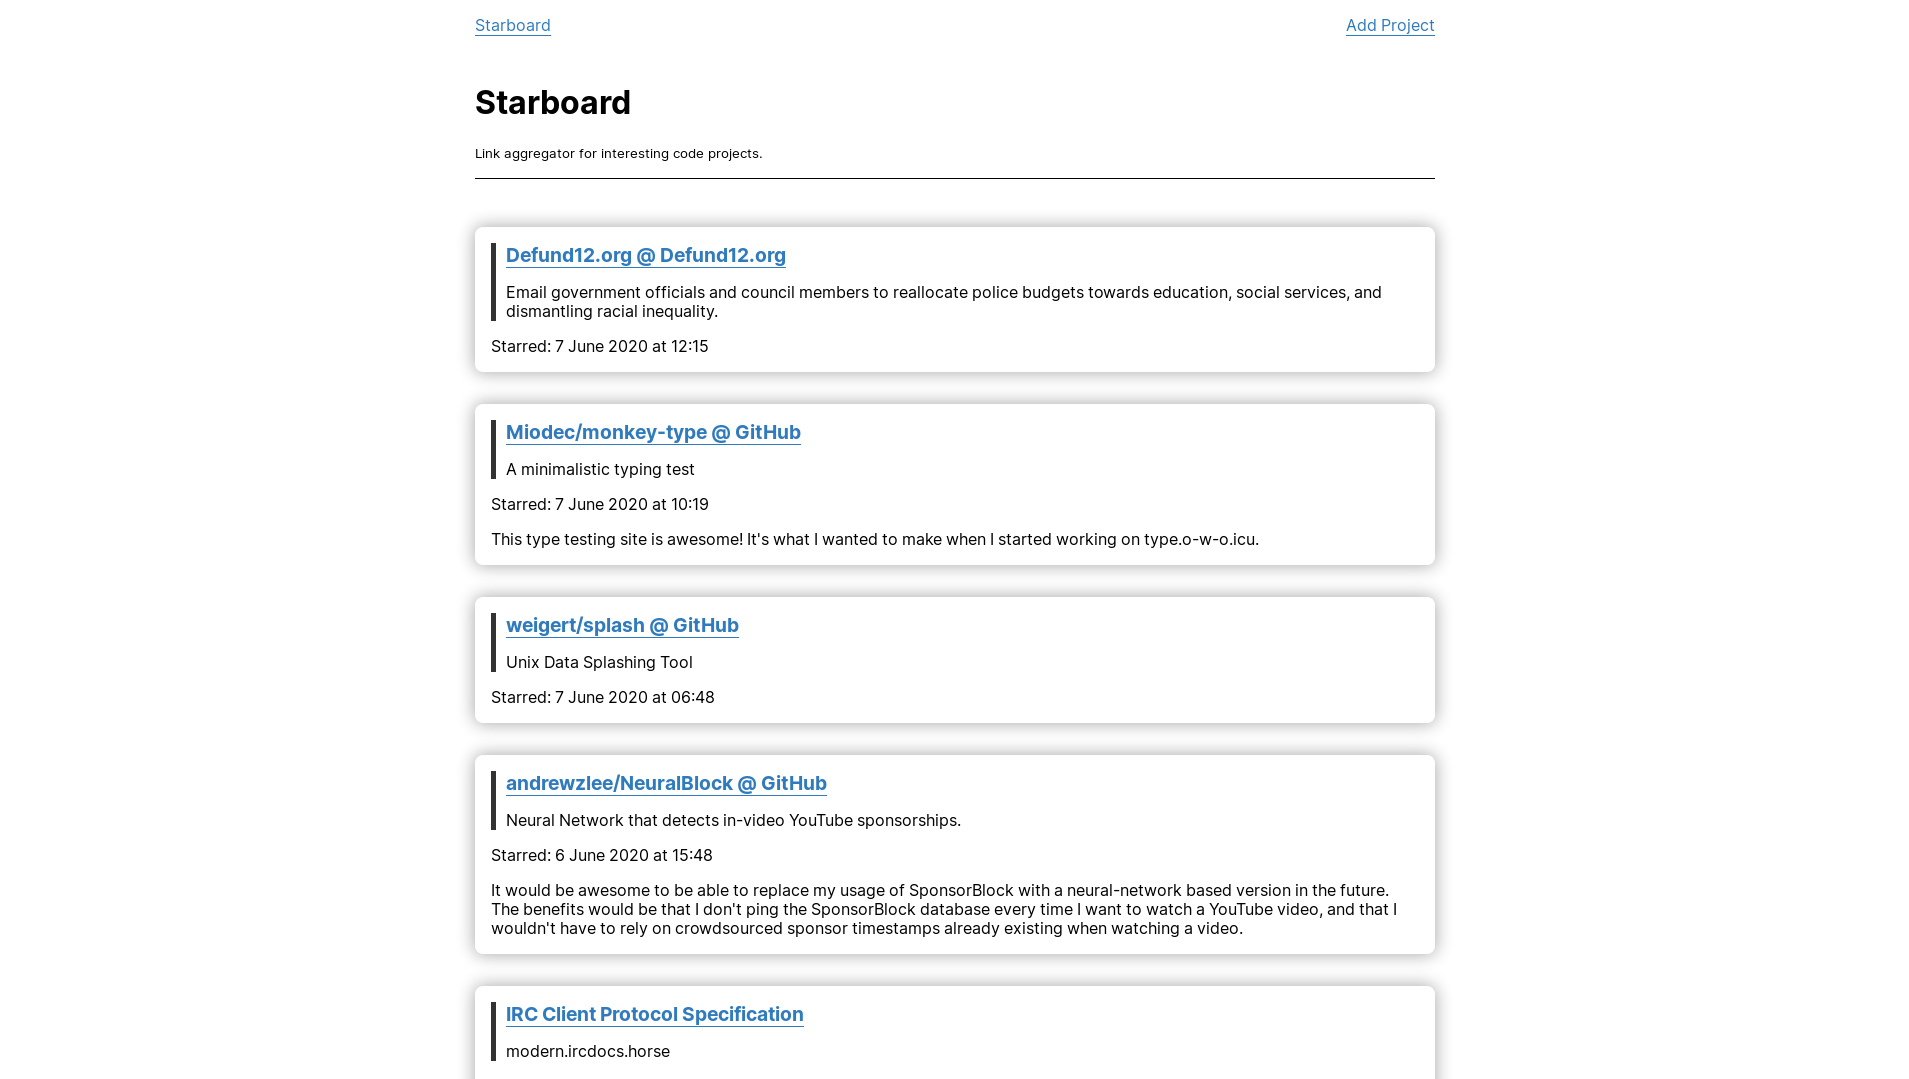 Starboard
Add Project
Starboard
Link aggregator for interesting code projects.
Defund12.org @ Defund12.org
Email government officials and council members to reallocate police budgets towards education, social services, and
dismantling racial inequality.
Starred: 7 June 2020 at 12:15
Miodec/monkey-type @ GitHub
A minimalistic typing test
Starred: 7 June 2020 at 10:19
This type testing site is awesome! It's what I wanted to make when I started working on type.o-w-o.icu.
weigert/splash @ GitHub
Unix Data Splashing Tool
Starred: 7 June 2020 at 06:48
andrewzlee/NeuralBlock @ GitHub
Neural Network that detects in-video YouTube sponsorships.
Starred: 6 June 2020 at 15:48
It would be awesome to be able to replace my usage of SponsorBlock with a neural-network based version in the future.
The benefits would be that I don't ping the SponsorBlock database every time I want to watch a YouTube video, and that I
wouldn't have to rely on crowdsourced sponsor timestamps already existing when watching a video.
IRC Client Protocol Specification
modern.ircdocs.horse